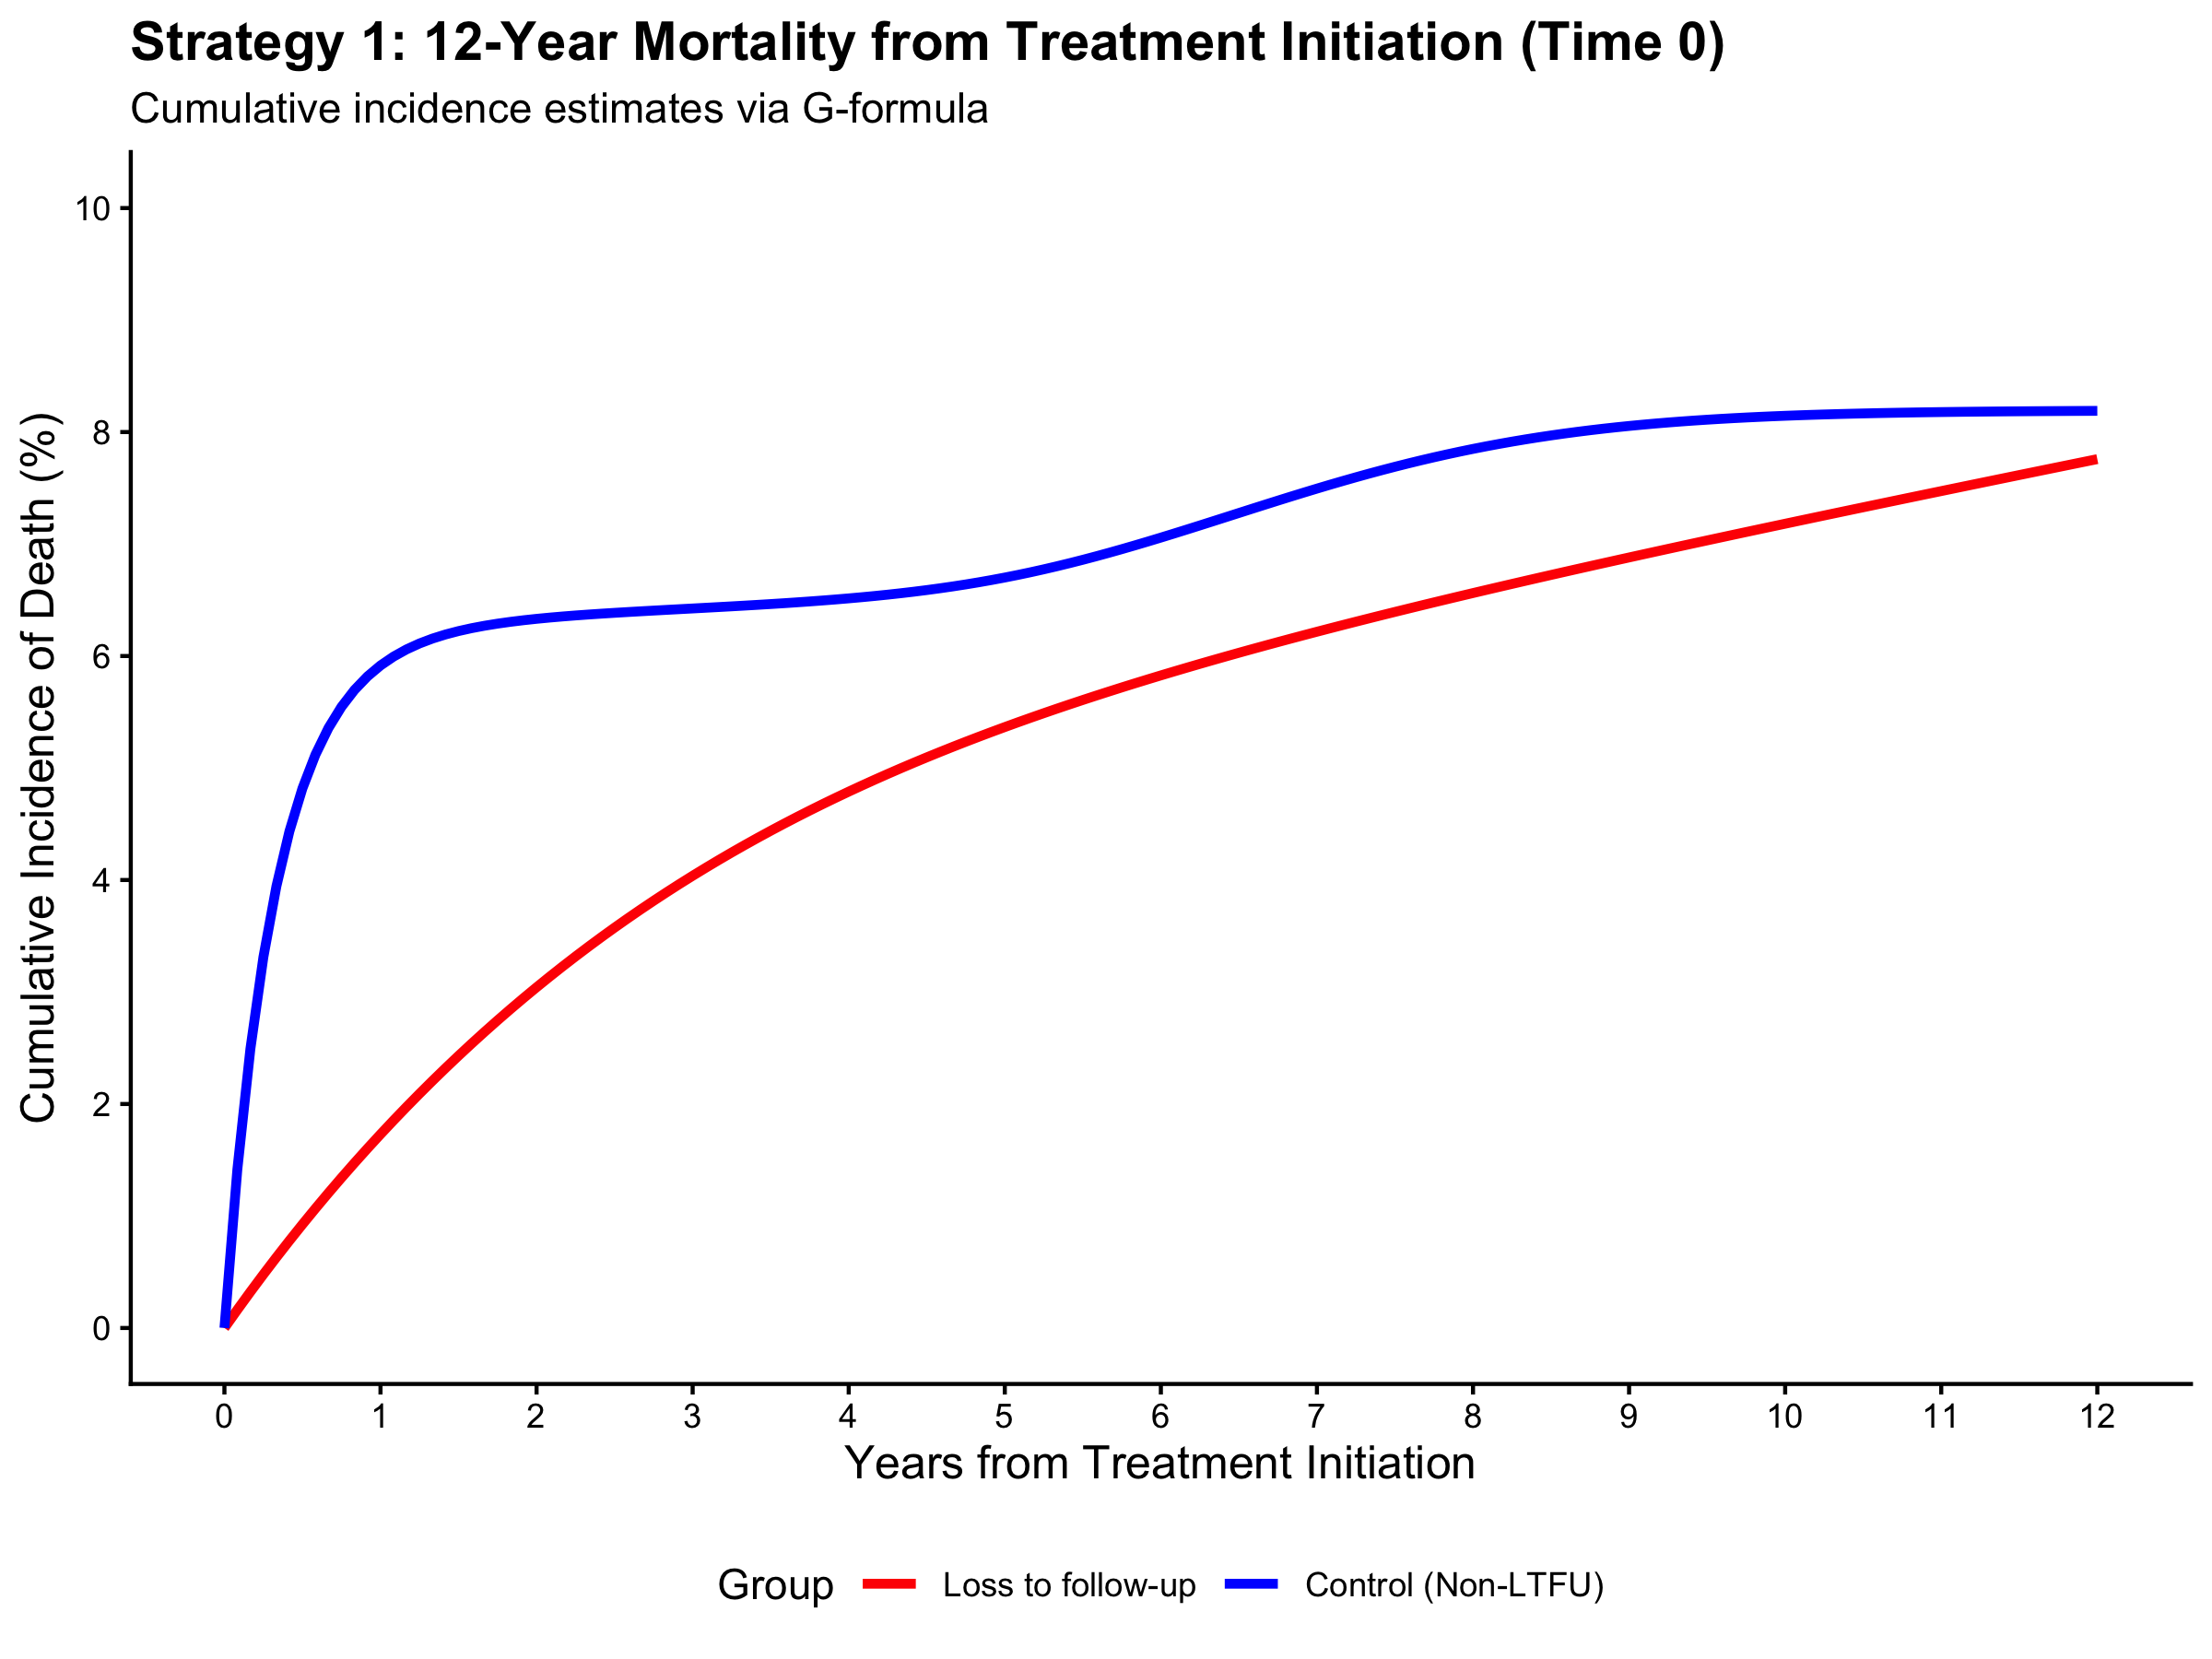 Strategy 1: 12-Year Mortality from Treatment Initiation (Time 0)
Cumulative incidence estimates via G-formula
Cumulative Incidence of Death (%)
10
8
6
4
2
0
0 1 2 3 4 5 6 7 8 9 10 11 12
Years from Treatment Initiation
Group Loss to follow-up Control (Non-LTFU)